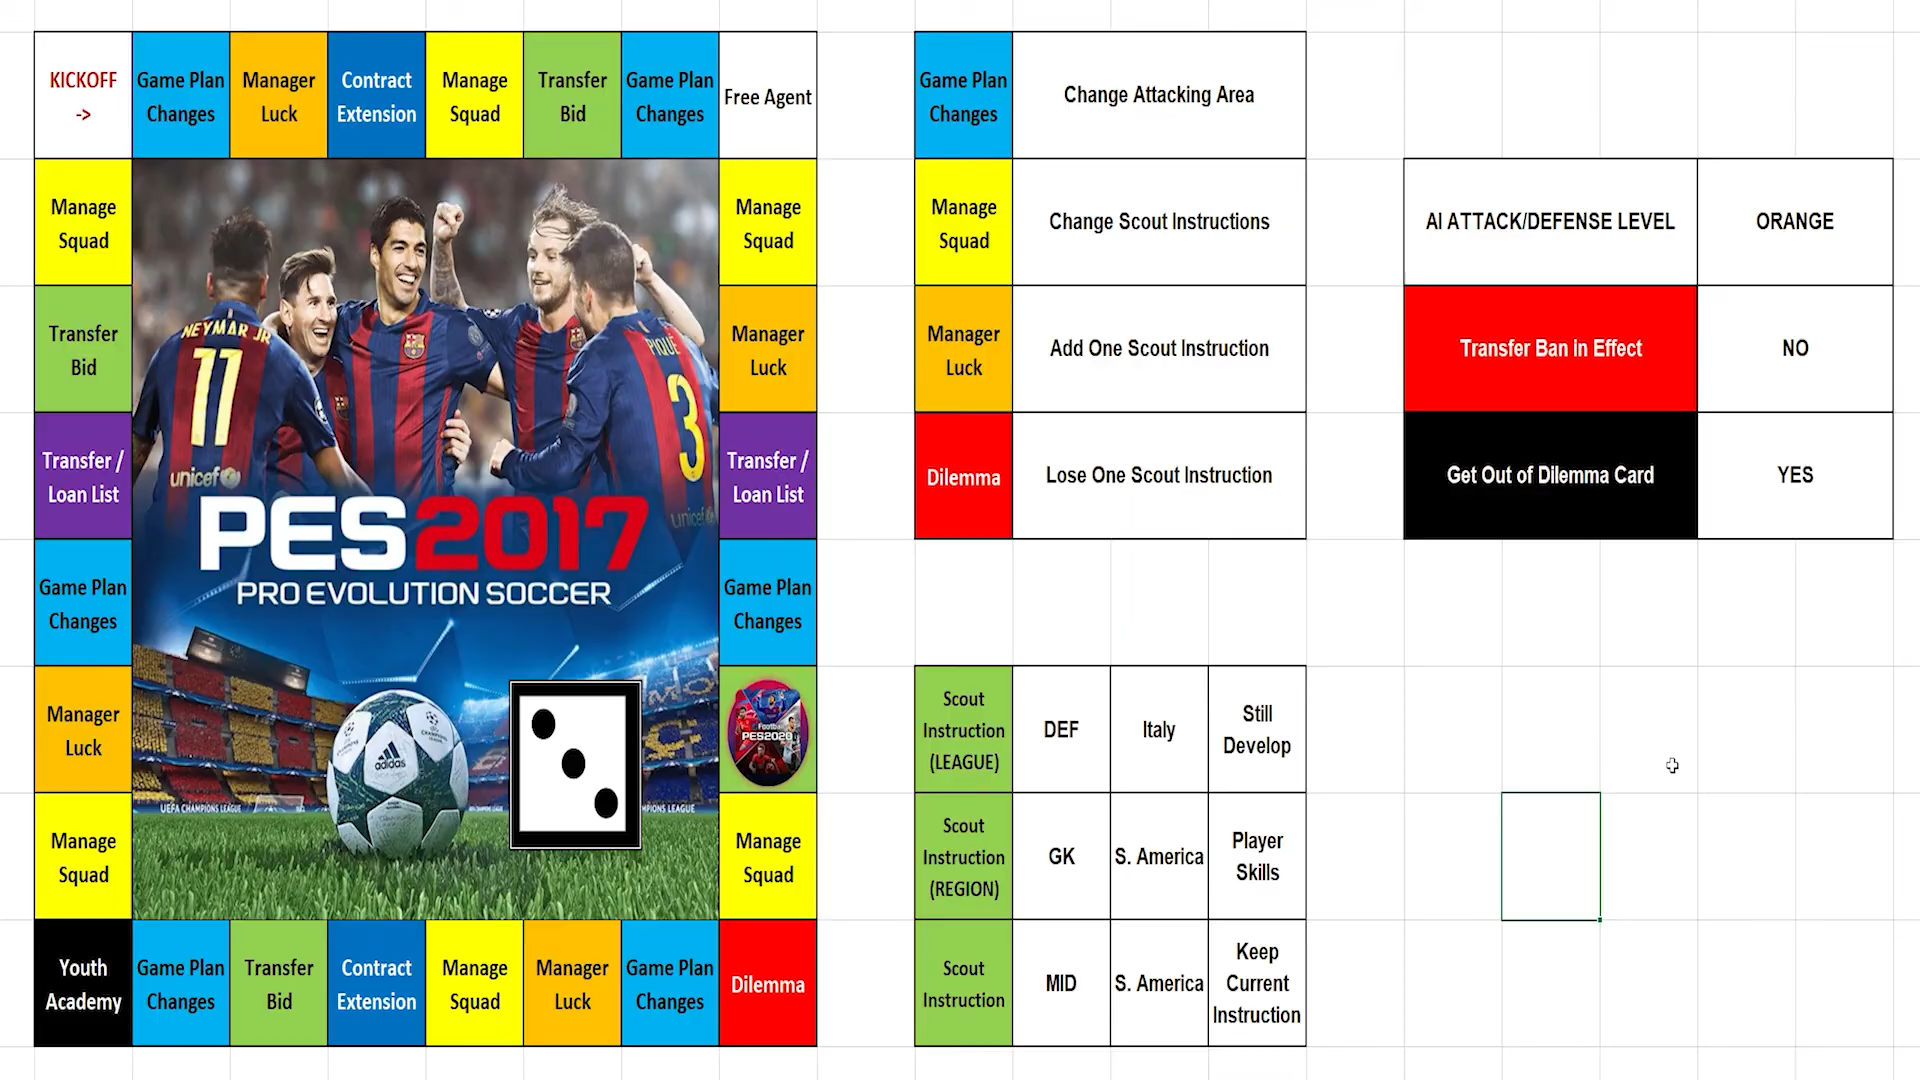 KICKOFF
->
Game Plan
Changes
Manager
Luck
Contract
Extension
Manage
Squad
Transfer
Bid
Game Plan
Changes
Free Agent
Manage
Squad
Transfer
Bid
Transfer /
Loan List
Game Plan
Changes
Manager
Luck
Manage
Squad
Youth
Academy
Game Plan
Changes
Transfer
Bid
Contract
Extension
Manage
Squad
Manager
Luck
Game Plan
Changes
Dilemma
Manage
Squad
Manager
Luck
Transfer /
Loan List
Game Plan
Changes
PES2020
Manage
Squad
NEYMAR JR
11
unicef
PIQUÉ
3
unicef
PES2017
PRO EVOLUTION SOCCER
adidas
UEFA CHAMPIONS LEAGUE
Game Plan
Changes
Change Attacking Area
Manage
Squad
Change Scout Instructions
Manager
Luck
Add One Scout Instruction
Dilemma
Lose One Scout Instruction
AI ATTACK/DEFENSE LEVEL
ORANGE
Transfer Ban in Effect
NO
Get Out of Dilemma Card
YES
Scout
Instruction
(LEAGUE)
DEF
Italy
Still
Develop
Scout
Instruction
(REGION)
GK
S. America
Player
Skills
Scout
Instruction
MID
S. America
Keep
Current
Instruction